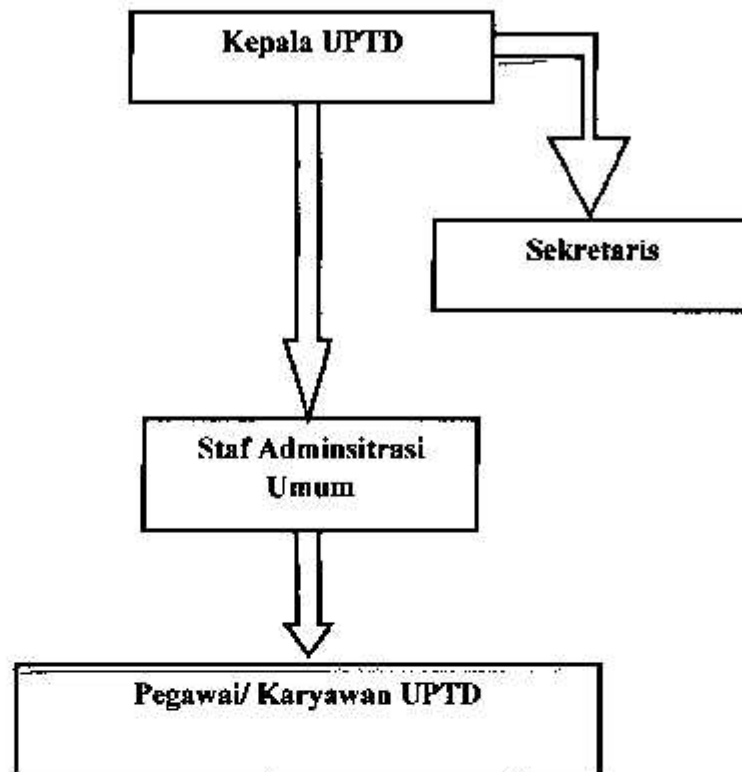 Kepala UPTD
Sekretaris
Staf Adminsitrasi
Umum
Pegawai/ Karyawan UPTD